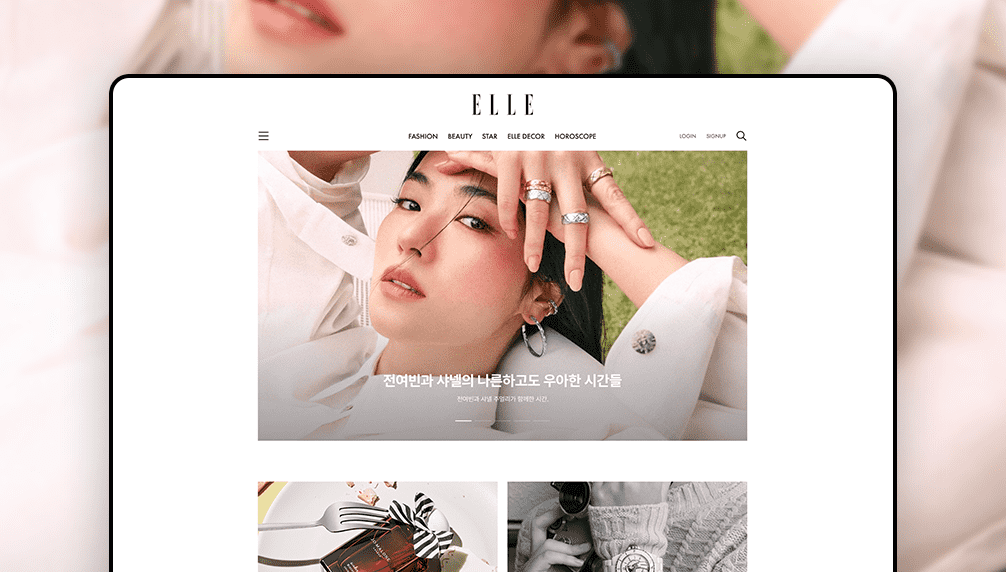 ELLE
FASHION BEAUTY STAR ELLE DECOR HOROSCOPE
LOGIN SIGNUP
전여빈과 샤넬의 나른하고도 우아한 시간들
전여빈과 샤넬 주얼리가 함께한 시간.